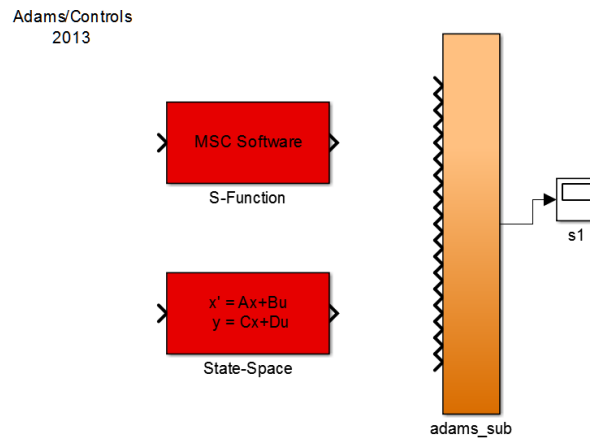 Adams/Controls
2013
MSC Software
S-Function
x' = Ax+Bu
y = Cx+Du
State-Space
adams_sub
s1